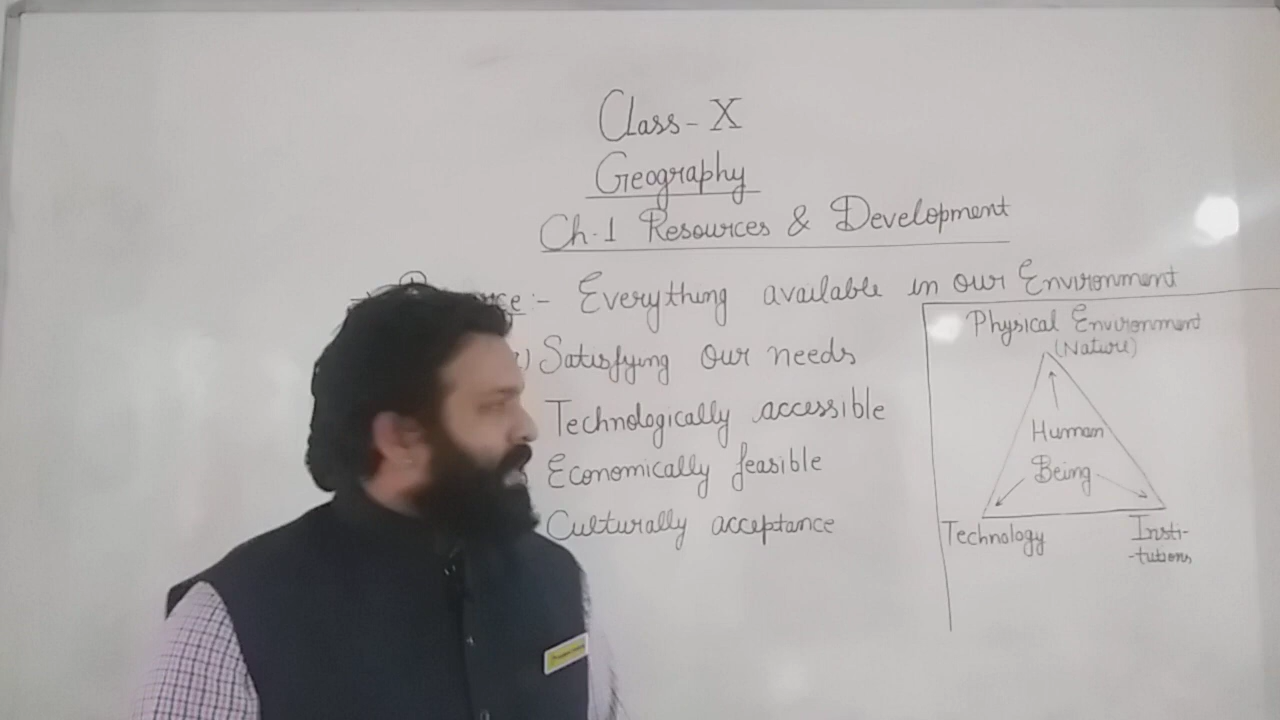 Class - X
Geography
Ch.1 Resources & Development
:- Everything available in our Environment
Satisfying our needs
Technologically accessible
Economically feasible
Culturally acceptance
Physical Environment
(Nature)
Human
Being
Technology
Insti-
-tutions